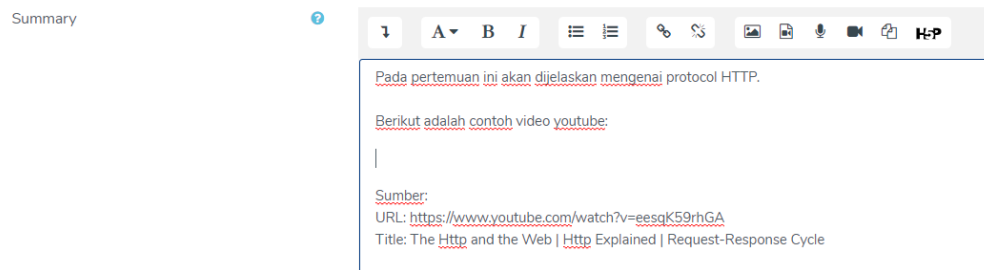 Summary
?
A B I H5P
Pada pertemuan ini akan dijelaskan mengenai protocol HTTP.
Berikut adalah contoh video youtube:
Sumber:
URL: https://www.youtube.com/watch?v=eesqK59rhGA
Title: The Http and the Web | Http Explained | Request-Response Cycle